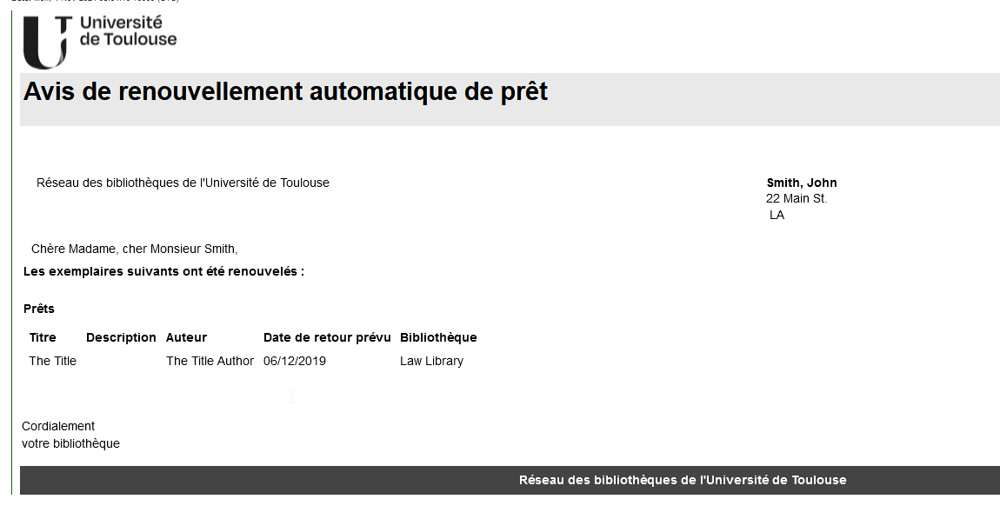 Université
de Toulouse
Avis de renouvellement automatique de prêt
Réseau des bibliothèques de l'Université de Toulouse
Smith, John
22 Main St.
LA
Chère Madame, cher Monsieur Smith,
Les exemplaires suivants ont été renouvelés :
Prêts
Titre Description Auteur Date de retour prévu Bibliothèque
The Title The Title Author 06/12/2019 Law Library
Cordialement
votre bibliothèque
Réseau des bibliothèques de l'Université de Toulouse